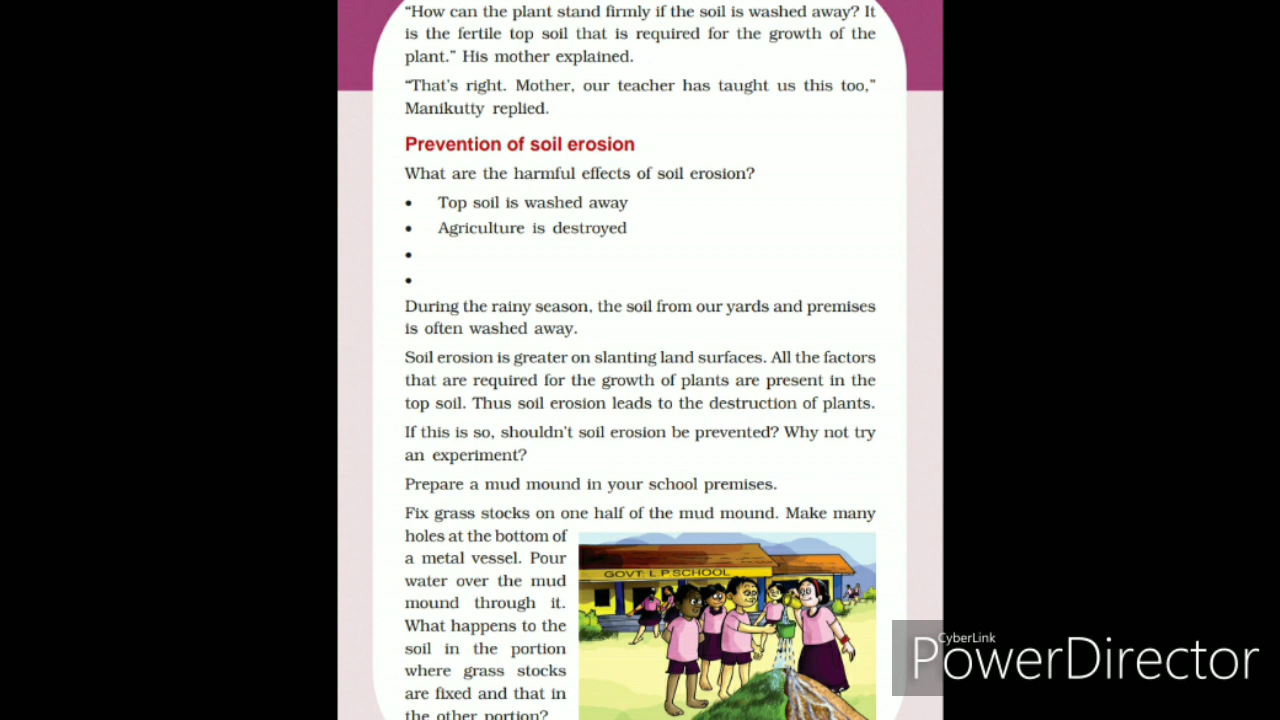 “How can the plant stand firmly if the soil is washed away? It
is the fertile top soil that is required for the growth of the
plant.” His mother explained.
“That’s right. Mother, our teacher has taught us this too,”
Manikutty replied.
Prevention of soil erosion
What are the harmful effects of soil erosion?
• Top soil is washed away
• Agriculture is destroyed
•
•
During the rainy season, the soil from our yards and premises
is often washed away.
Soil erosion is greater on slanting land surfaces. All the factors
that are required for the growth of plants are present in the
top soil. Thus soil erosion leads to the destruction of plants.
If this is so, shouldn’t soil erosion be prevented? Why not try
an experiment?
Prepare a mud mound in your school premises.
Fix grass stocks on one half of the mud mound. Make many
holes at the bottom of
a metal vessel. Pour
water over the mud
mound through it.
What happens to the
soil in the portion
where grass stocks
are fixed and that in
the other portion?
GOVT. L.P.SCHOOL
CyberLink
PowerDirector